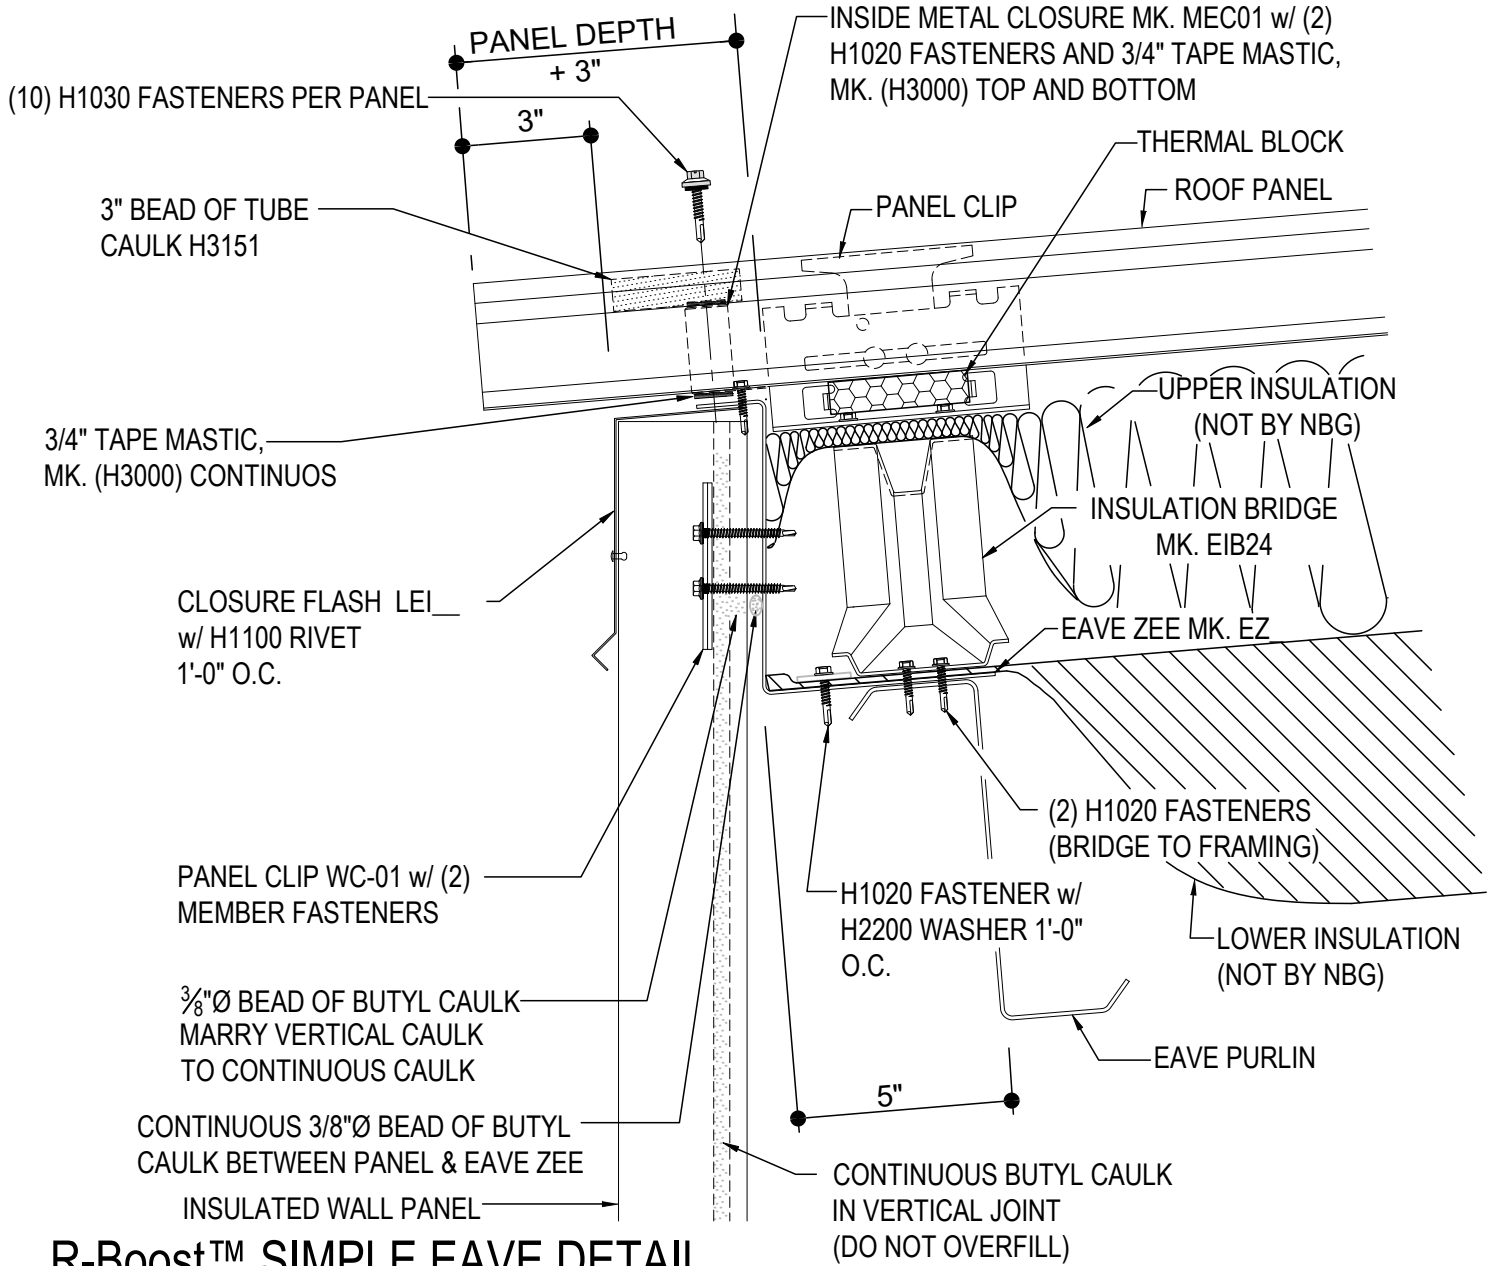 PANEL DEPTH
+ 3"
3"
INSIDE METAL CLOSURE MK. MEC01 w/ (2)
H1020 FASTENERS AND 3/4" TAPE MASTIC,
MK. (H3000) TOP AND BOTTOM
(10) H1030 FASTENERS PER PANEL
THERMAL BLOCK
ROOF PANEL
PANEL CLIP
3" BEAD OF TUBE
CAULK H3151
UPPER INSULATION
(NOT BY NBG)
3/4" TAPE MASTIC,
MK. (H3000) CONTINUOS
INSULATION BRIDGE
MK. EIB24
CLOSURE FLASH LEI__
w/ H1100 RIVET
1'-0" O.C.
EAVE ZEE MK. EZ
(2) H1020 FASTENERS
(BRIDGE TO FRAMING)
PANEL CLIP WC-01 w/ (2)
MEMBER FASTENERS
H1020 FASTENER w/
H2200 WASHER 1'-0"
O.C.
LOWER INSULATION
(NOT BY NBG)
⅜"Ø BEAD OF BUTYL CAULK
MARRY VERTICAL CAULK
TO CONTINUOUS CAULK
EAVE PURLIN
5"
CONTINUOUS 3/8"Ø BEAD OF BUTYL
CAULK BETWEEN PANEL & EAVE ZEE
CONTINUOUS BUTYL CAULK
IN VERTICAL JOINT
(DO NOT OVERFILL)
INSULATED WALL PANEL
R-Boost™ SIMPLE EAVE DETAIL